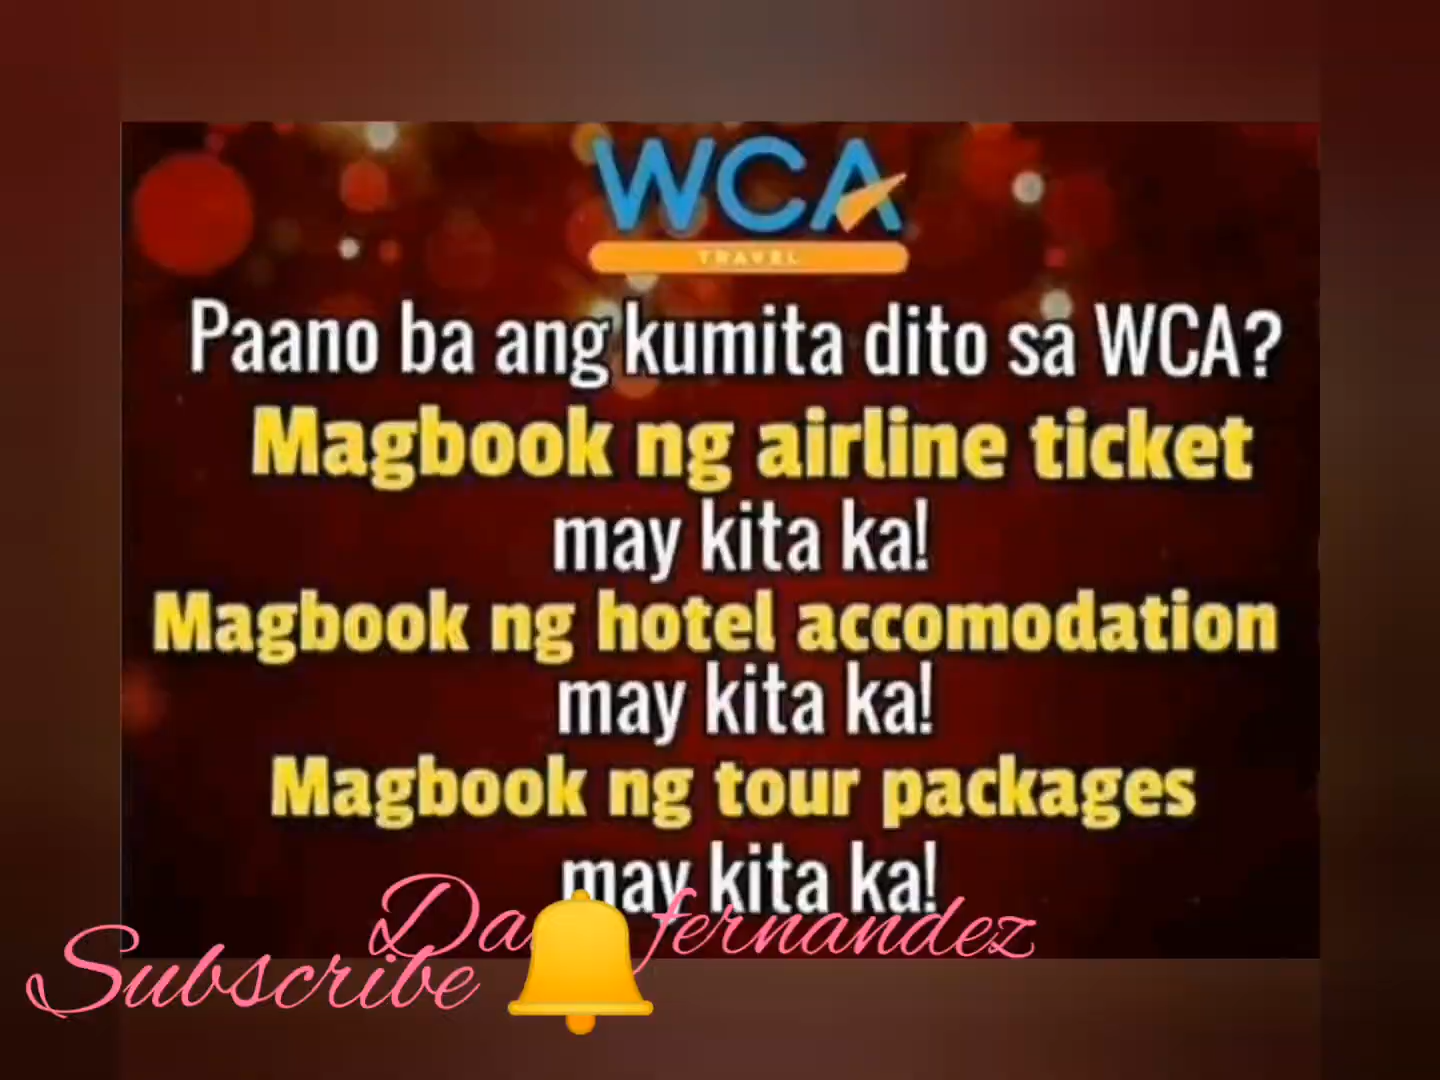 WCA
TRAVEL
Paano ba ang kumita dito sa WCA?
Magbook ng airline ticket
may kita ka!
Magbook ng hotel accomodation
may kita ka!
Magbook ng tour packages
may kita ka!
fernandez
Subscribe